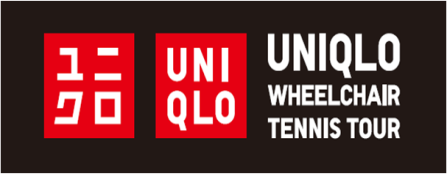 ユニ
クロ
UNI
QLO
UNIQLO
WHEELCHAIR
TENNIS TOUR